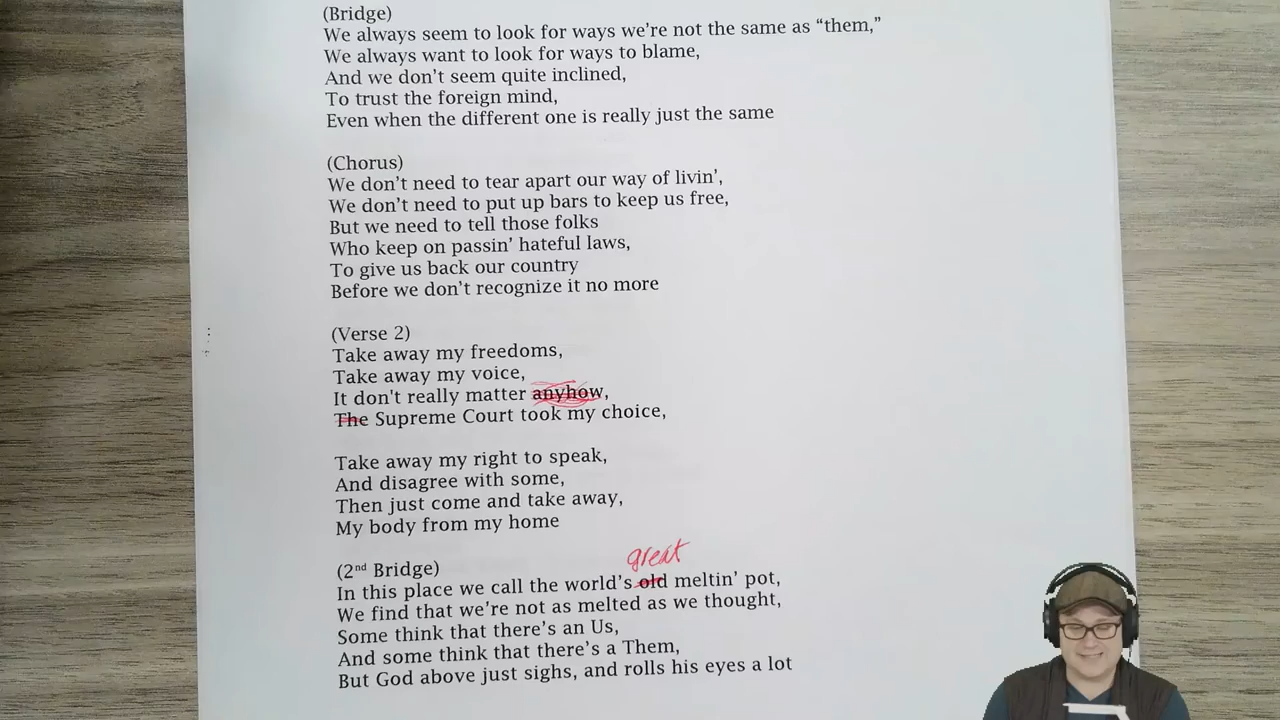 (Bridge)
We always seem to look for ways we're not the same as “them,”
We always want to look for ways to blame,
And we don't seem quite inclined,
To trust the foreign mind,
Even when the different one is really just the same
(Chorus)
We don't need to tear apart our way of livin',
We don't need to put up bars to keep us free,
But we need to tell those folks
Who keep on passin' hateful laws,
To give us back our country
Before we don't recognize it no more
(Verse 2)
Take away my freedoms,
Take away my voice,
It don't really matter anyhow,
The Supreme Court took my choice,
Take away my right to speak,
And disagree with some,
Then just come and take away,
My body from my home
(2nd Bridge)
great
In this place we call the world's old meltin' pot,
We find that we're not as melted as we thought,
Some think that there's an Us,
And some think that there's a Them,
But God above just sighs, and rolls his eyes a lot